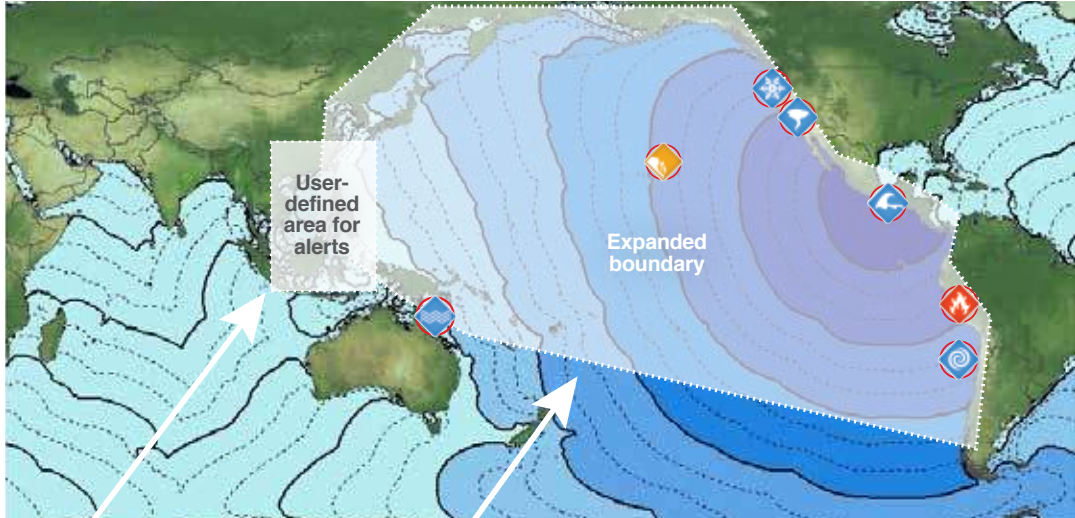 User-
defined
area for
alerts
Expanded
boundary